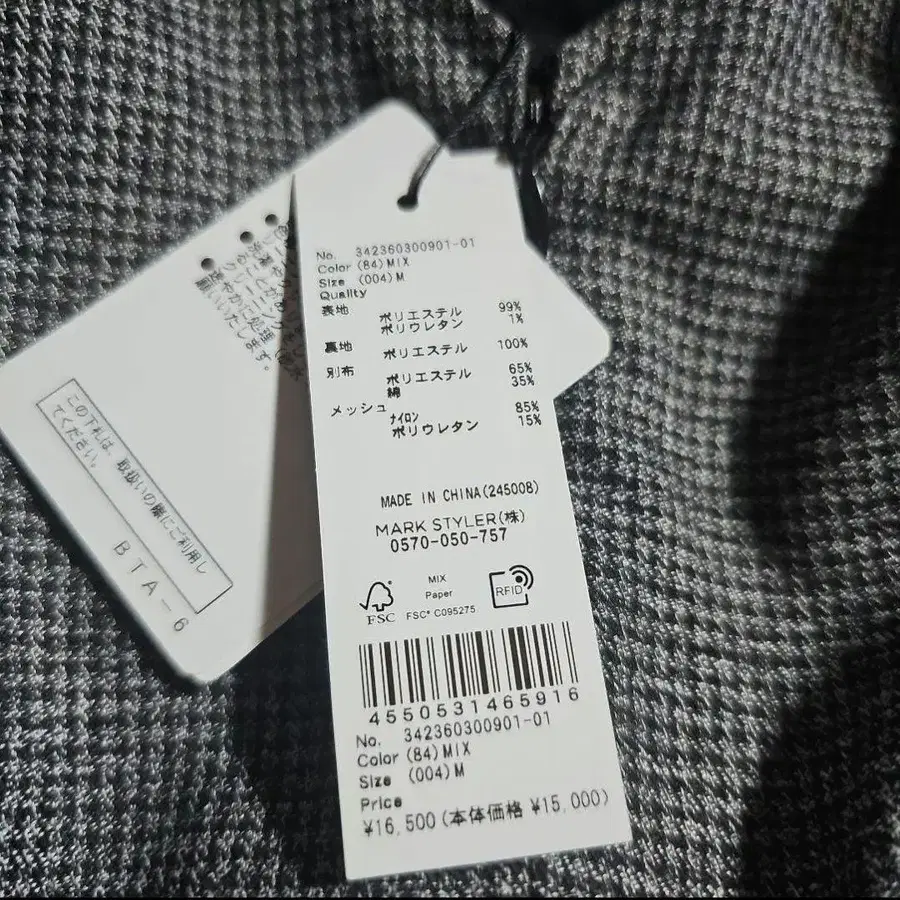 No. 342360300901-01
Color (84)MIX
Size (004)M
Quality
表地 ポリエステル 99%
ポリウレタン 1%
裏地 ポリエステル 100%
別布 ポリエステル 65%
綿 35%
メッシュ ナイロン 85%
ポリウレタン 15%
MADE IN CHINA(245008)
MARK STYLER(株)
0570-050-757
FSC
MIX
Paper
FSC® C095275
RFID
4550531465916
No. 342360300901-01
Color (84)MIX
Size (004)M
Price
¥16,500(本体価格 ¥15,000)
この下札は、取扱いの際にご利用し
てください。
BTA-6